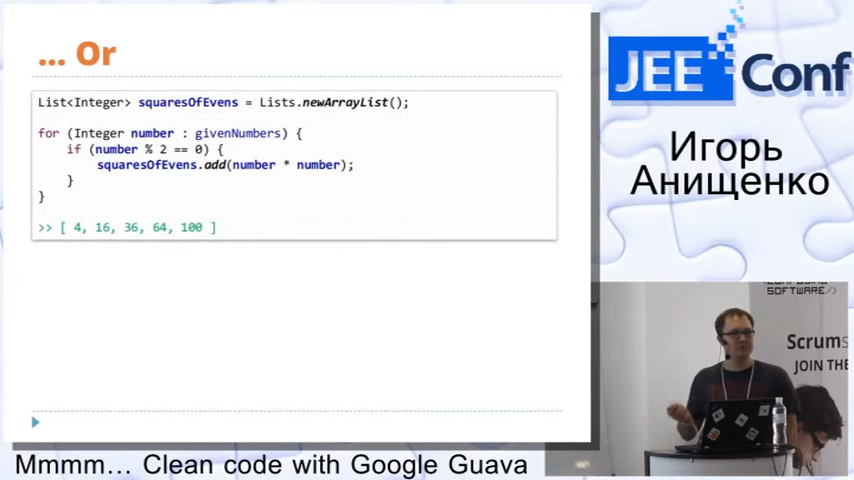 ... Or
List<Integer> squaresOfEvens = Lists.newArrayList();
for (Integer number : givenNumbers) {
if (number % 2 == 0) {
squaresOfEvens.add(number * number);
}
}
>> [ 4, 16, 36, 64, 100 ]
JEE Conf
Игорь
Анищенко
SOFTWARE/>
Scrums
JOIN THE
Mmmm... Clean code with Google Guava